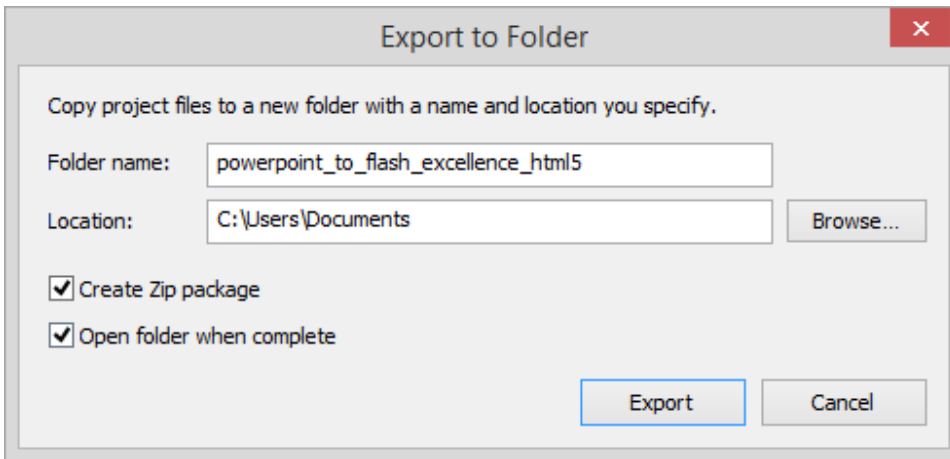 Export to Folder
Copy project files to a new folder with a name and location you specify.
Folder name: powerpoint_to_flash_excellence_html5
Location: C:\Users\Documents Browse...
Create Zip package
Open folder when complete
Export Cancel